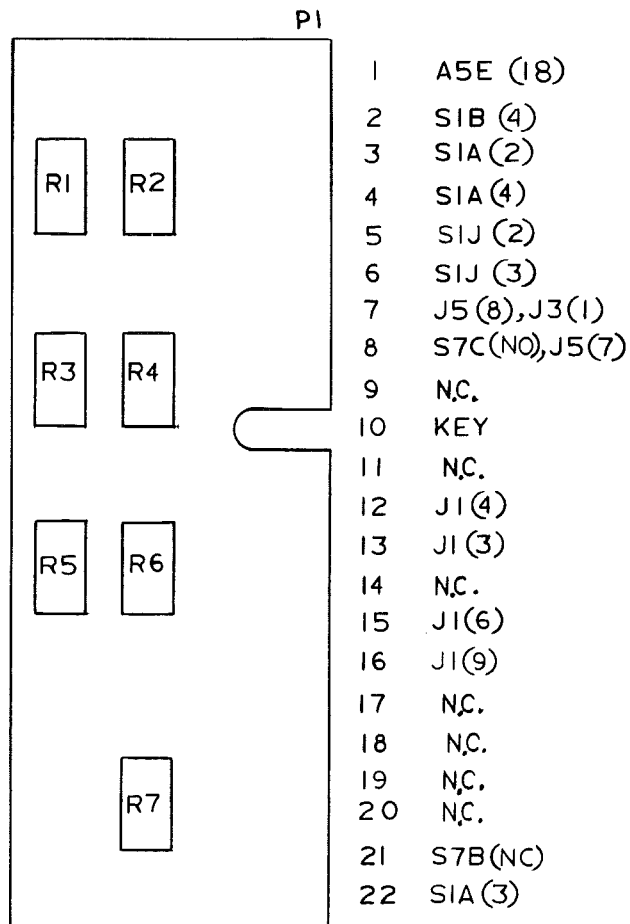 P1
1 A5E (18)
2 S1B (4)
3 S1A (2)
4 S1A (4)
5 S1J (2)
6 S1J (3)
7 J5 (8), J3 (1)
8 S7C (NO), J5 (7)
9 N.C.
10 KEY
11 N.C.
12 J1 (4)
13 J1 (3)
14 N.C.
15 J1 (6)
16 J1 (9)
17 N.C.
18 N.C.
19 N.C.
20 N.C.
21 S7B (NC)
22 S1A (3)
R1 R2
R3 R4
R5 R6
R7